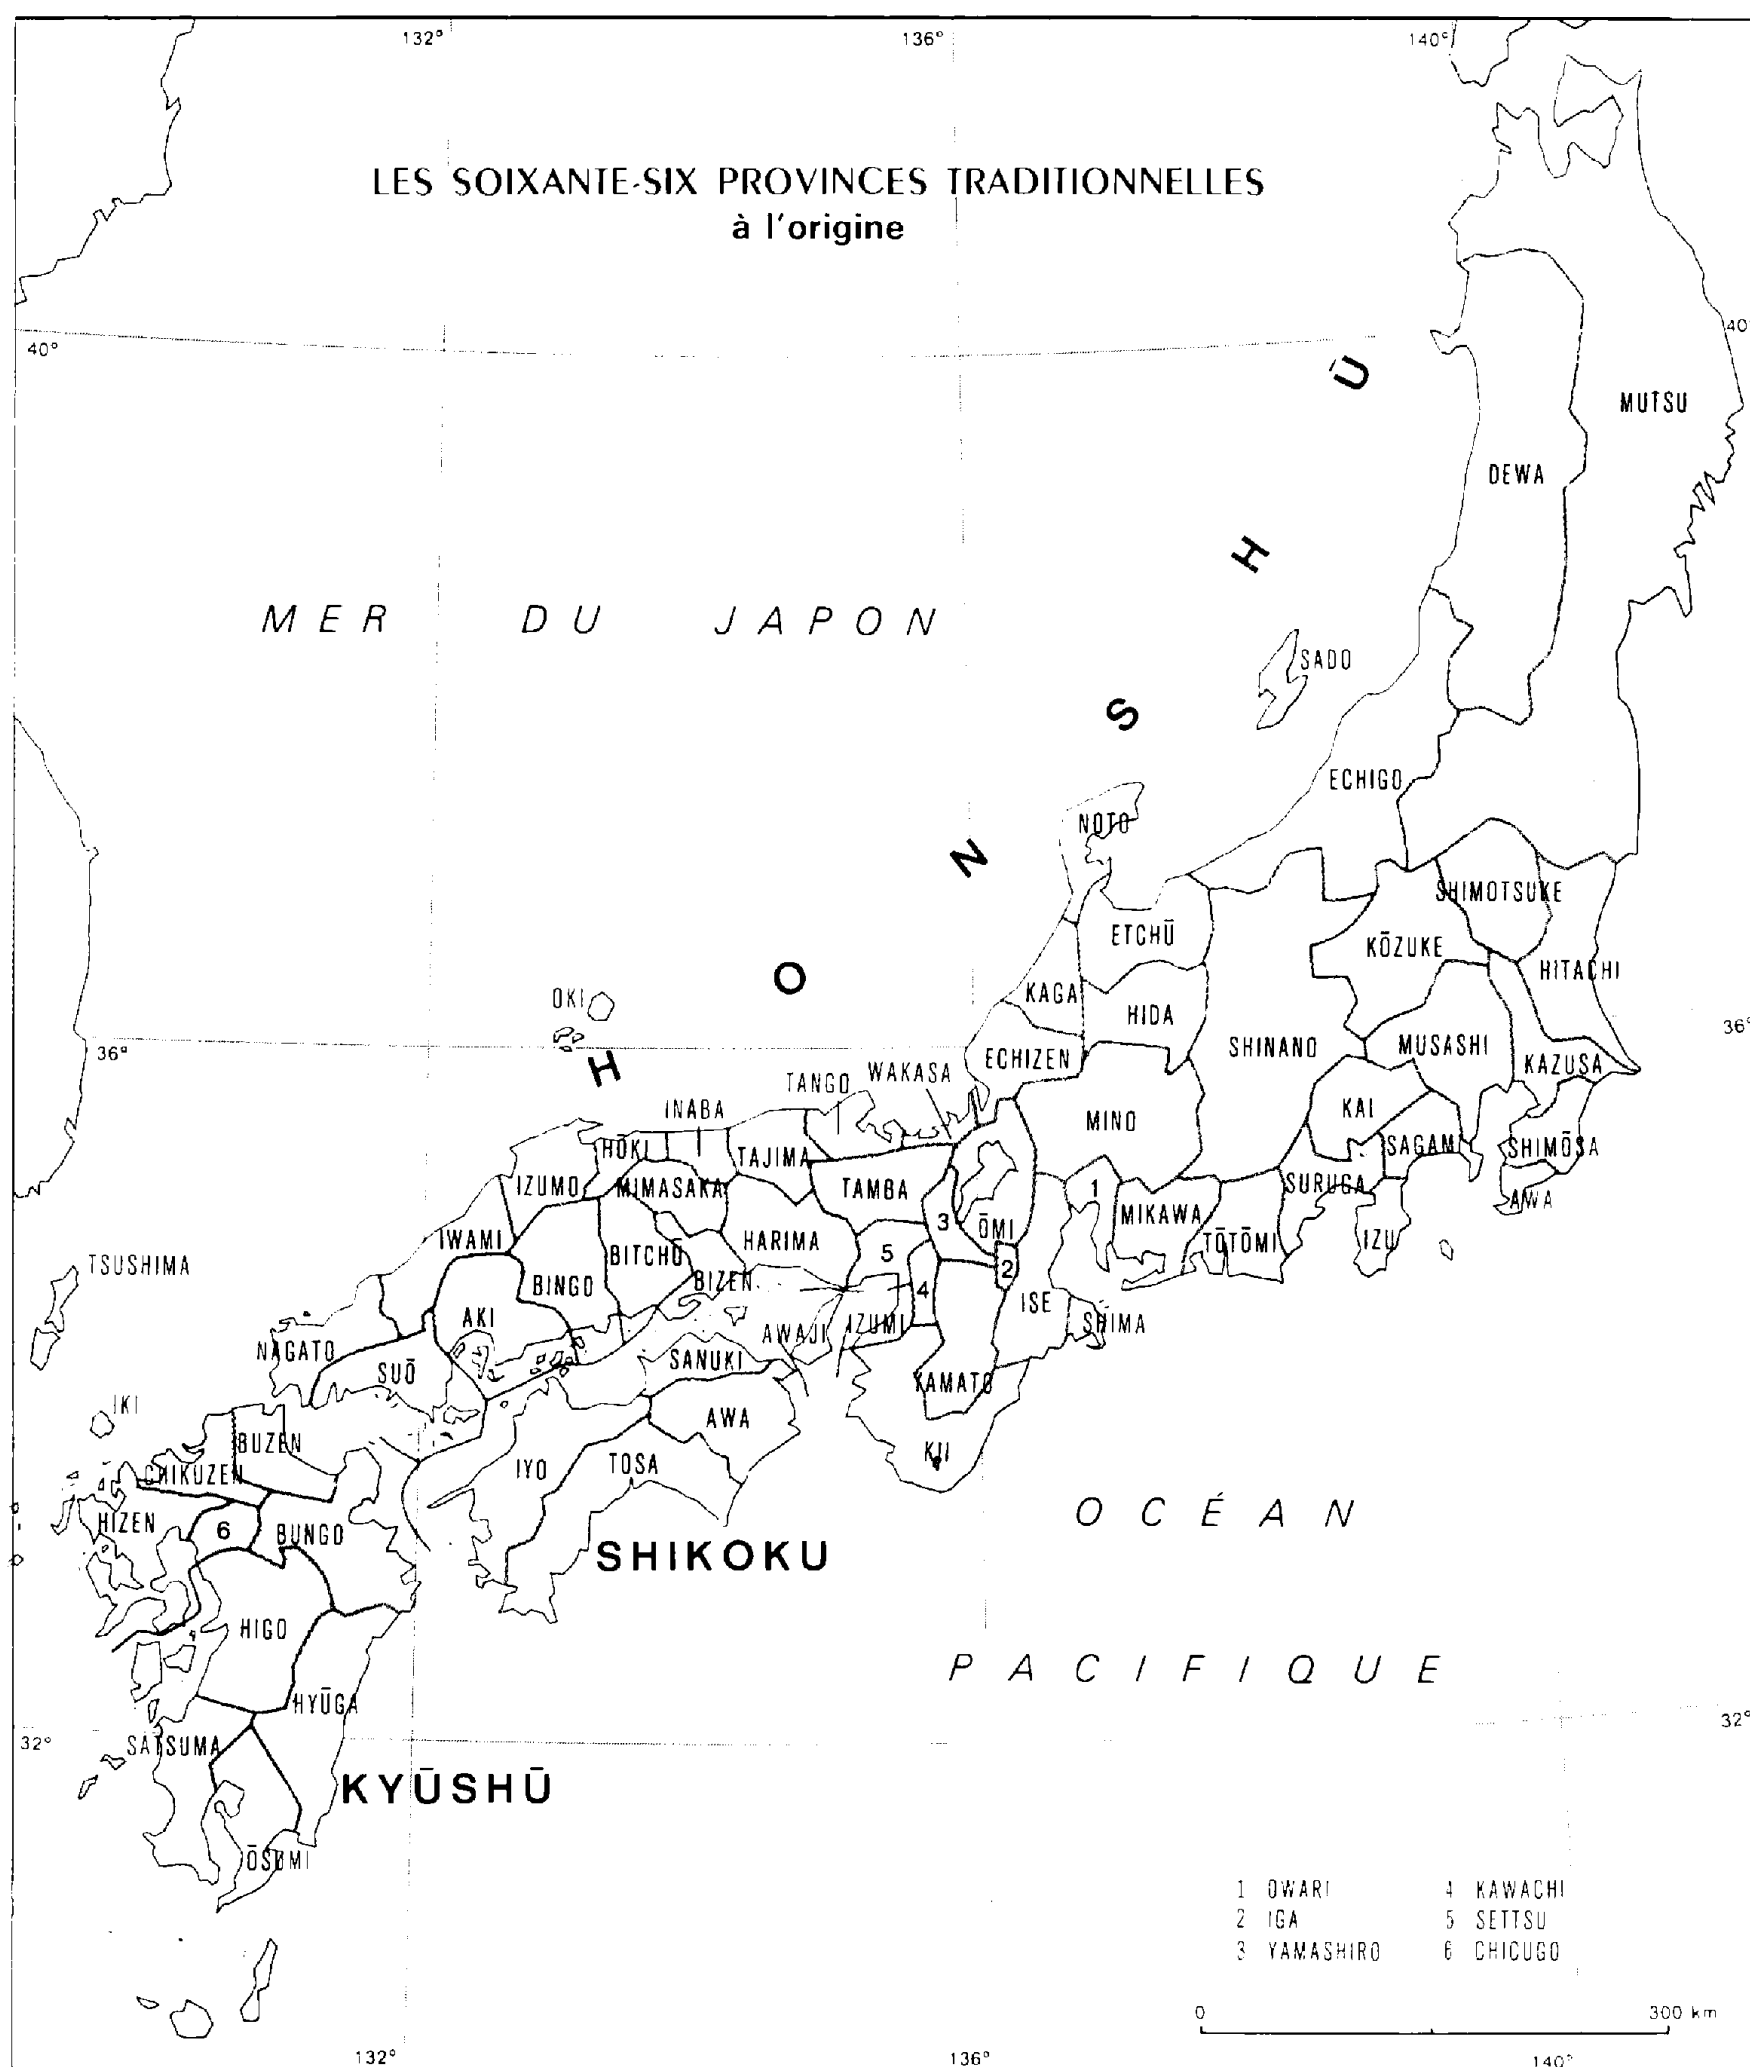 132°
136°
140°
LES SOIXANTE-SIX PROVINCES TRADITIONNELLES
à l'origine
40°
40
MUTSU
DEWA
MER DU JAPON
HONSHŪ
SADO
ECHIGO
NOTO
SHIMOTSUKE
ETCHŪ
KŌZUKE
HITACHI
OKI
KAGA
HIDA
36°
36°
SHINANO
MUSASHI
KAZUSA
ECHIZEN
WAKASA
TANGO
INABA
MINO
KAI
HŌKI
TAJIMA
SAGAMI
SHIMŌSA
IZUMO
MIMASAKA
TAMBA
1
SURUGA
AWA
3
ŌMI
MIKAWA
IWAMI
BITCHŪ
HARIMA
5
TŌTŌMI
IZU
TSUSHIMA
BINGO
BIZEN
4
2
ISE
AKI
AWAJI
IZUMI
SHIMA
NAGATO
SUŌ
SANUKI
YAMATO
IKI
AWA
BUZEN
KII
CHIKUZEN
IYO
TOSA
HIZEN
6
BUNGO
OCÉAN
SHIKOKU
HIGO
PACIFIQUE
HYŪGA
32°
32°
SATSUMA
KYŪSHŪ
ŌSUMI
1 OWARI
2 IGA
3 YAMASHIRO
4 KAWACHI
5 SETTSU
6 CHICUGO
0 300 km
132°
136°
140°